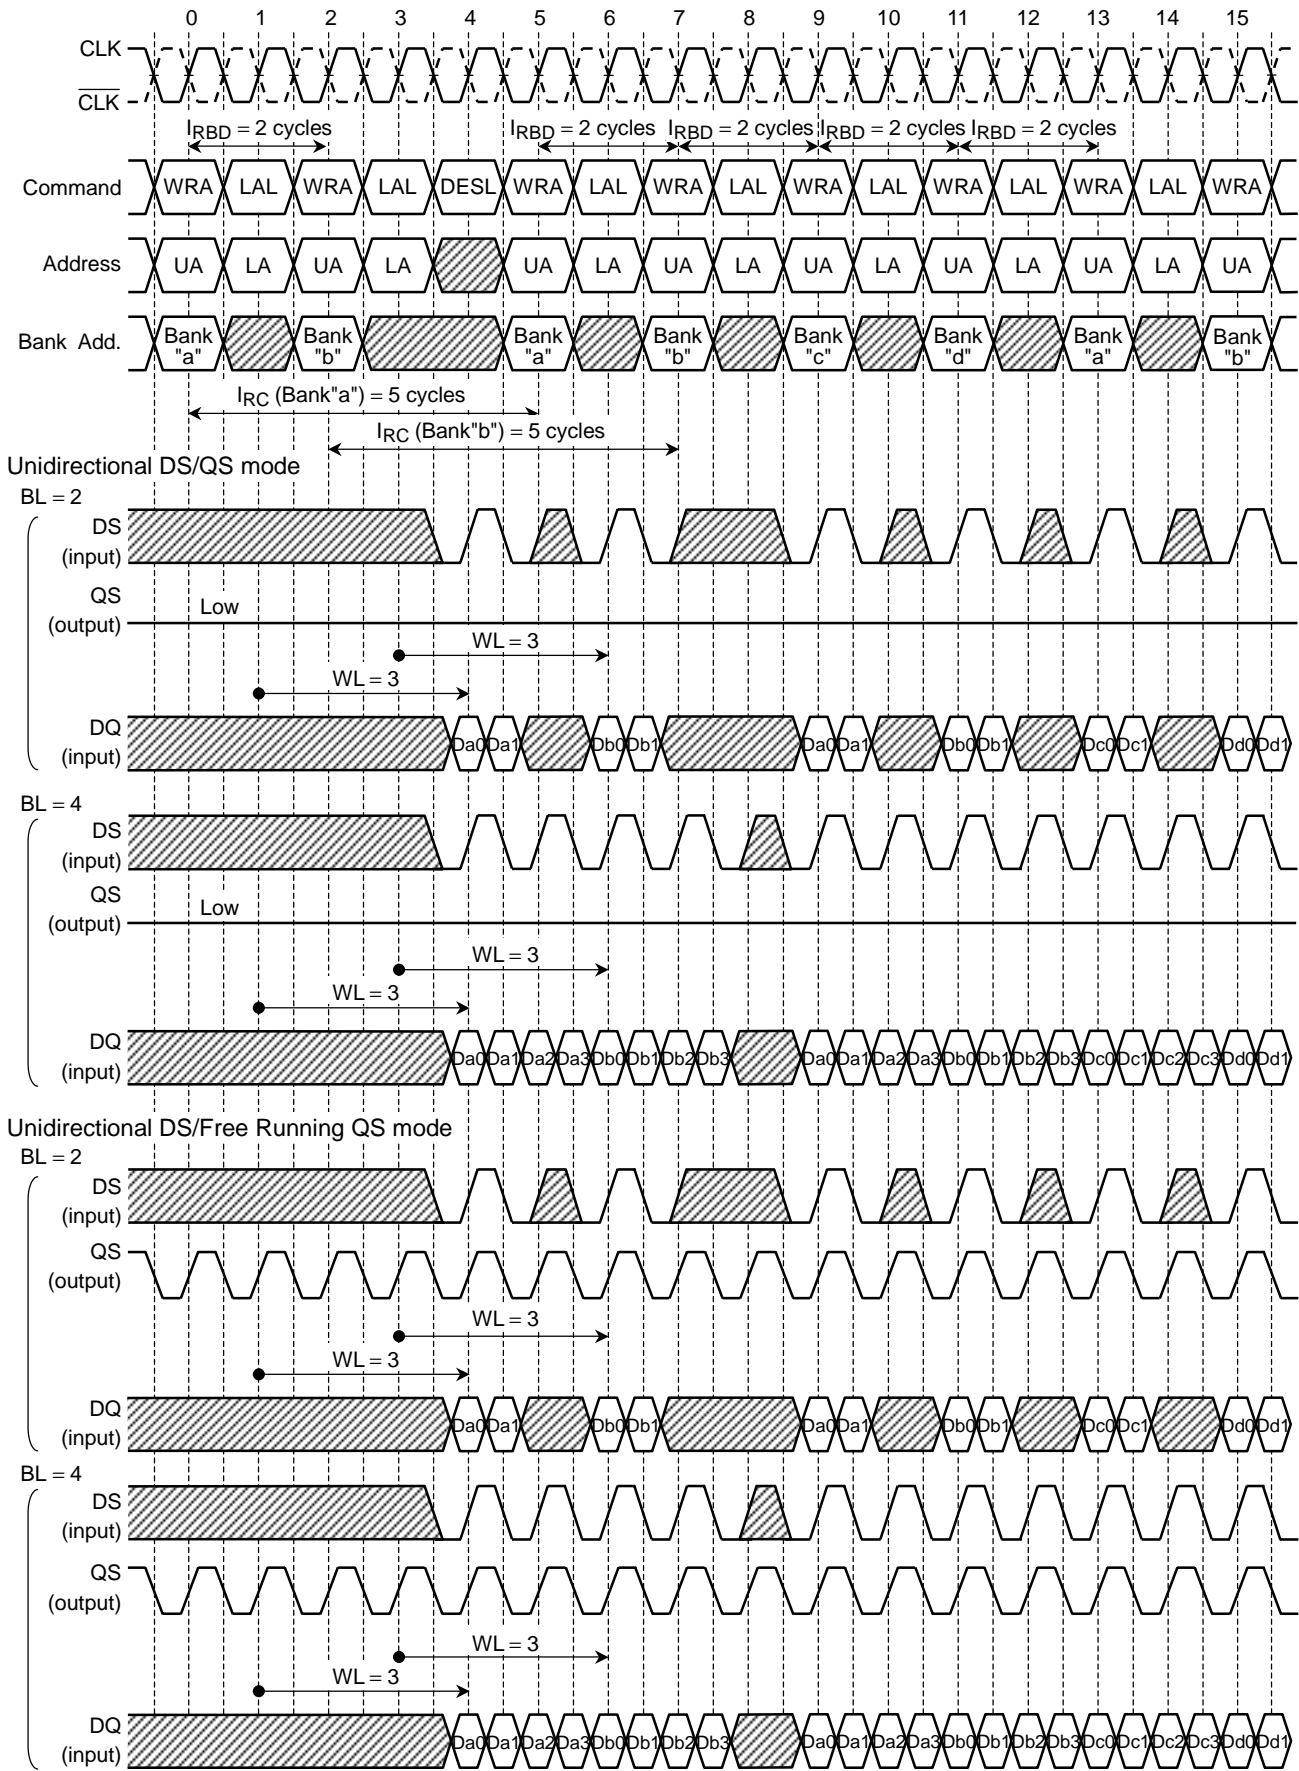 0 1 2 3 4 5 6 7 8 9 10 11 12 13 14 15
CLK
CLK
IRBD = 2 cycles IRBD = 2 cycles IRBD = 2 cycles IRBD = 2 cycles IRBD = 2 cycles
Command WRA LAL WRA LAL DESL WRA LAL WRA LAL WRA LAL WRA LAL WRA LAL WRA
Address UA LA UA LA UA LA UA LA UA LA UA LA UA LA UA
Bank Add. Bank "a" Bank "b" Bank "a" Bank "b" Bank "c" Bank "d" Bank "a" Bank "b"
IRC (Bank"a") = 5 cycles
IRC (Bank"b") = 5 cycles
Unidirectional DS/QS mode
BL = 2
DS
(input)
QS
(output)
Low
WL = 3
WL = 3
DQ
(input)
Da0 Da1 Db0 Db1 Da0 Da1 Db0 Db1 Dc0 Dc1 Dd0 Dd1
BL = 4
DS
(input)
QS
(output)
Low
WL = 3
WL = 3
DQ
(input)
Da0 Da1 Da2 Da3 Db0 Db1 Db2 Db3 Da0 Da1 Da2 Da3 Db0 Db1 Db2 Db3 Dc0 Dc1 Dc2 Dc3 Dd0 Dd1
Unidirectional DS/Free Running QS mode
BL = 2
DS
(input)
QS
(output)
WL = 3
WL = 3
DQ
(input)
Da0 Da1 Db0 Db1 Da0 Da1 Db0 Db1 Dc0 Dc1 Dd0 Dd1
BL = 4
DS
(input)
QS
(output)
WL = 3
WL = 3
DQ
(input)
Da0 Da1 Da2 Da3 Db0 Db1 Db2 Db3 Da0 Da1 Da2 Da3 Db0 Db1 Db2 Db3 Dc0 Dc1 Dc2 Dc3 Dd0 Dd1